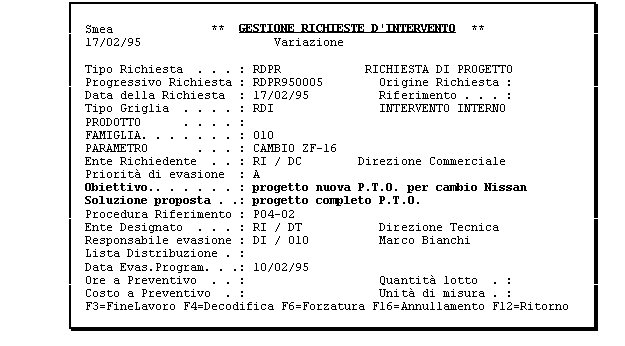 Smea ** GESTIONE RICHIESTE D'INTERVENTO **
17/02/95 Variazione
Tipo Richiesta . . . : RDPR RICHIESTA DI PROGETTO
Progressivo Richiesta : RDPR950005 Origine Richiesta :
Data della Richiesta : 17/02/95 Riferimento . . . :
Tipo Griglia . . . . : RDI INTERVENTO INTERNO
PRODOTTO . . . . :
FAMIGLIA. . . . . . . : 010
PARAMETRO . . . : CAMBIO ZF-16
Ente Richiedente . . : RI / DC Direzione Commerciale
Priorità di evasione : A
Obiettivo.. . . . . . : progetto nuova P.T.O. per cambio Nissan
Soluzione proposta . .: progetto completo P.T.O.
Procedura Riferimento : P04-02
Ente Designato . . . : RI / DT Direzione Tecnica
Responsabile evasione : DI / 010 Marco Bianchi
Lista Distribuzione . :
Data Evas.Program. . .: 10/02/95
Ore a Preventivo . . : Quantità lotto . :
Costo a Preventivo . : Unità di misura . :
F3=FineLavoro F4=Decodifica F6=Forzatura F16=Annullamento F12=Ritorno